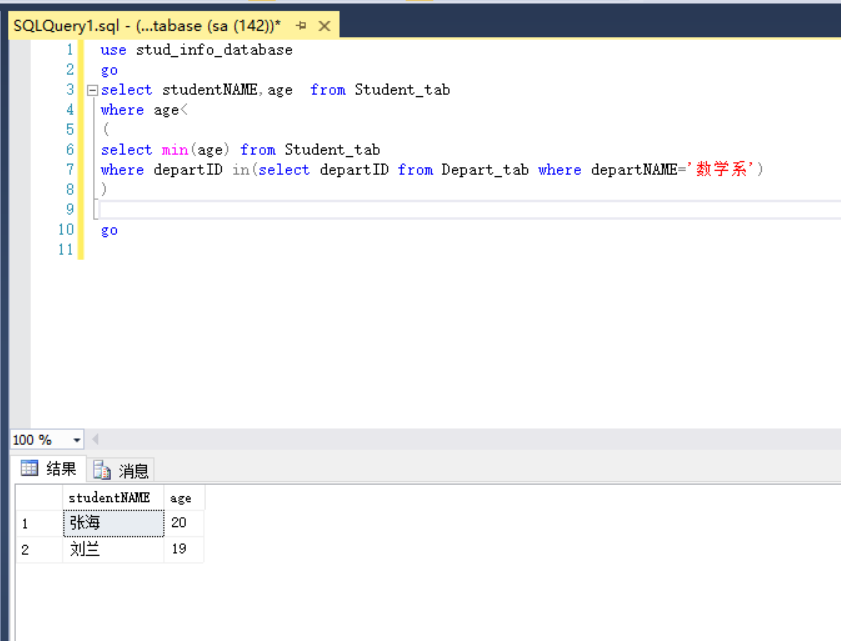 SQLQuery1.sql - (...tabase (sa (142))*
1 use stud_info_database
2 go
3 select studentNAME,age  from Student_tab
4 where age<
5 (
6 select min(age) from Student_tab
7 where departID in(select departID from Depart_tab where departNAME='数学系')
8 )
9
10 go
11
100 %
结果 消息
studentNAME age
1 张海 20
2 刘兰 19